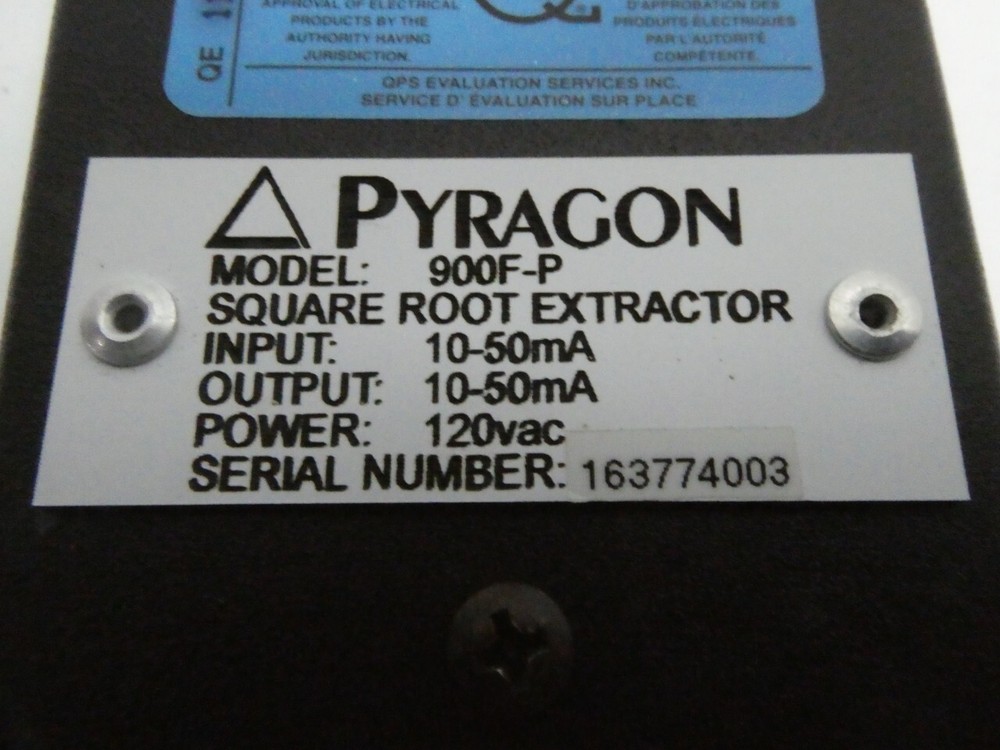 APPROVAL OF ELECTRICAL
PRODUCTS BY THE
AUTHORITY HAVING
JURISDICTION.
D'APPROBATION DES
PRODUITS ÉLECTRIQUES
PAR L'AUTORITÉ
COMPÉTENTE.
QE
QPS EVALUATION SERVICES INC.
SERVICE D' ÉVALUATION SUR PLACE
PYRAGON
MODEL: 900F-P
SQUARE ROOT EXTRACTOR
INPUT: 10-50mA
OUTPUT: 10-50mA
POWER: 120vac
SERIAL NUMBER: 163774003